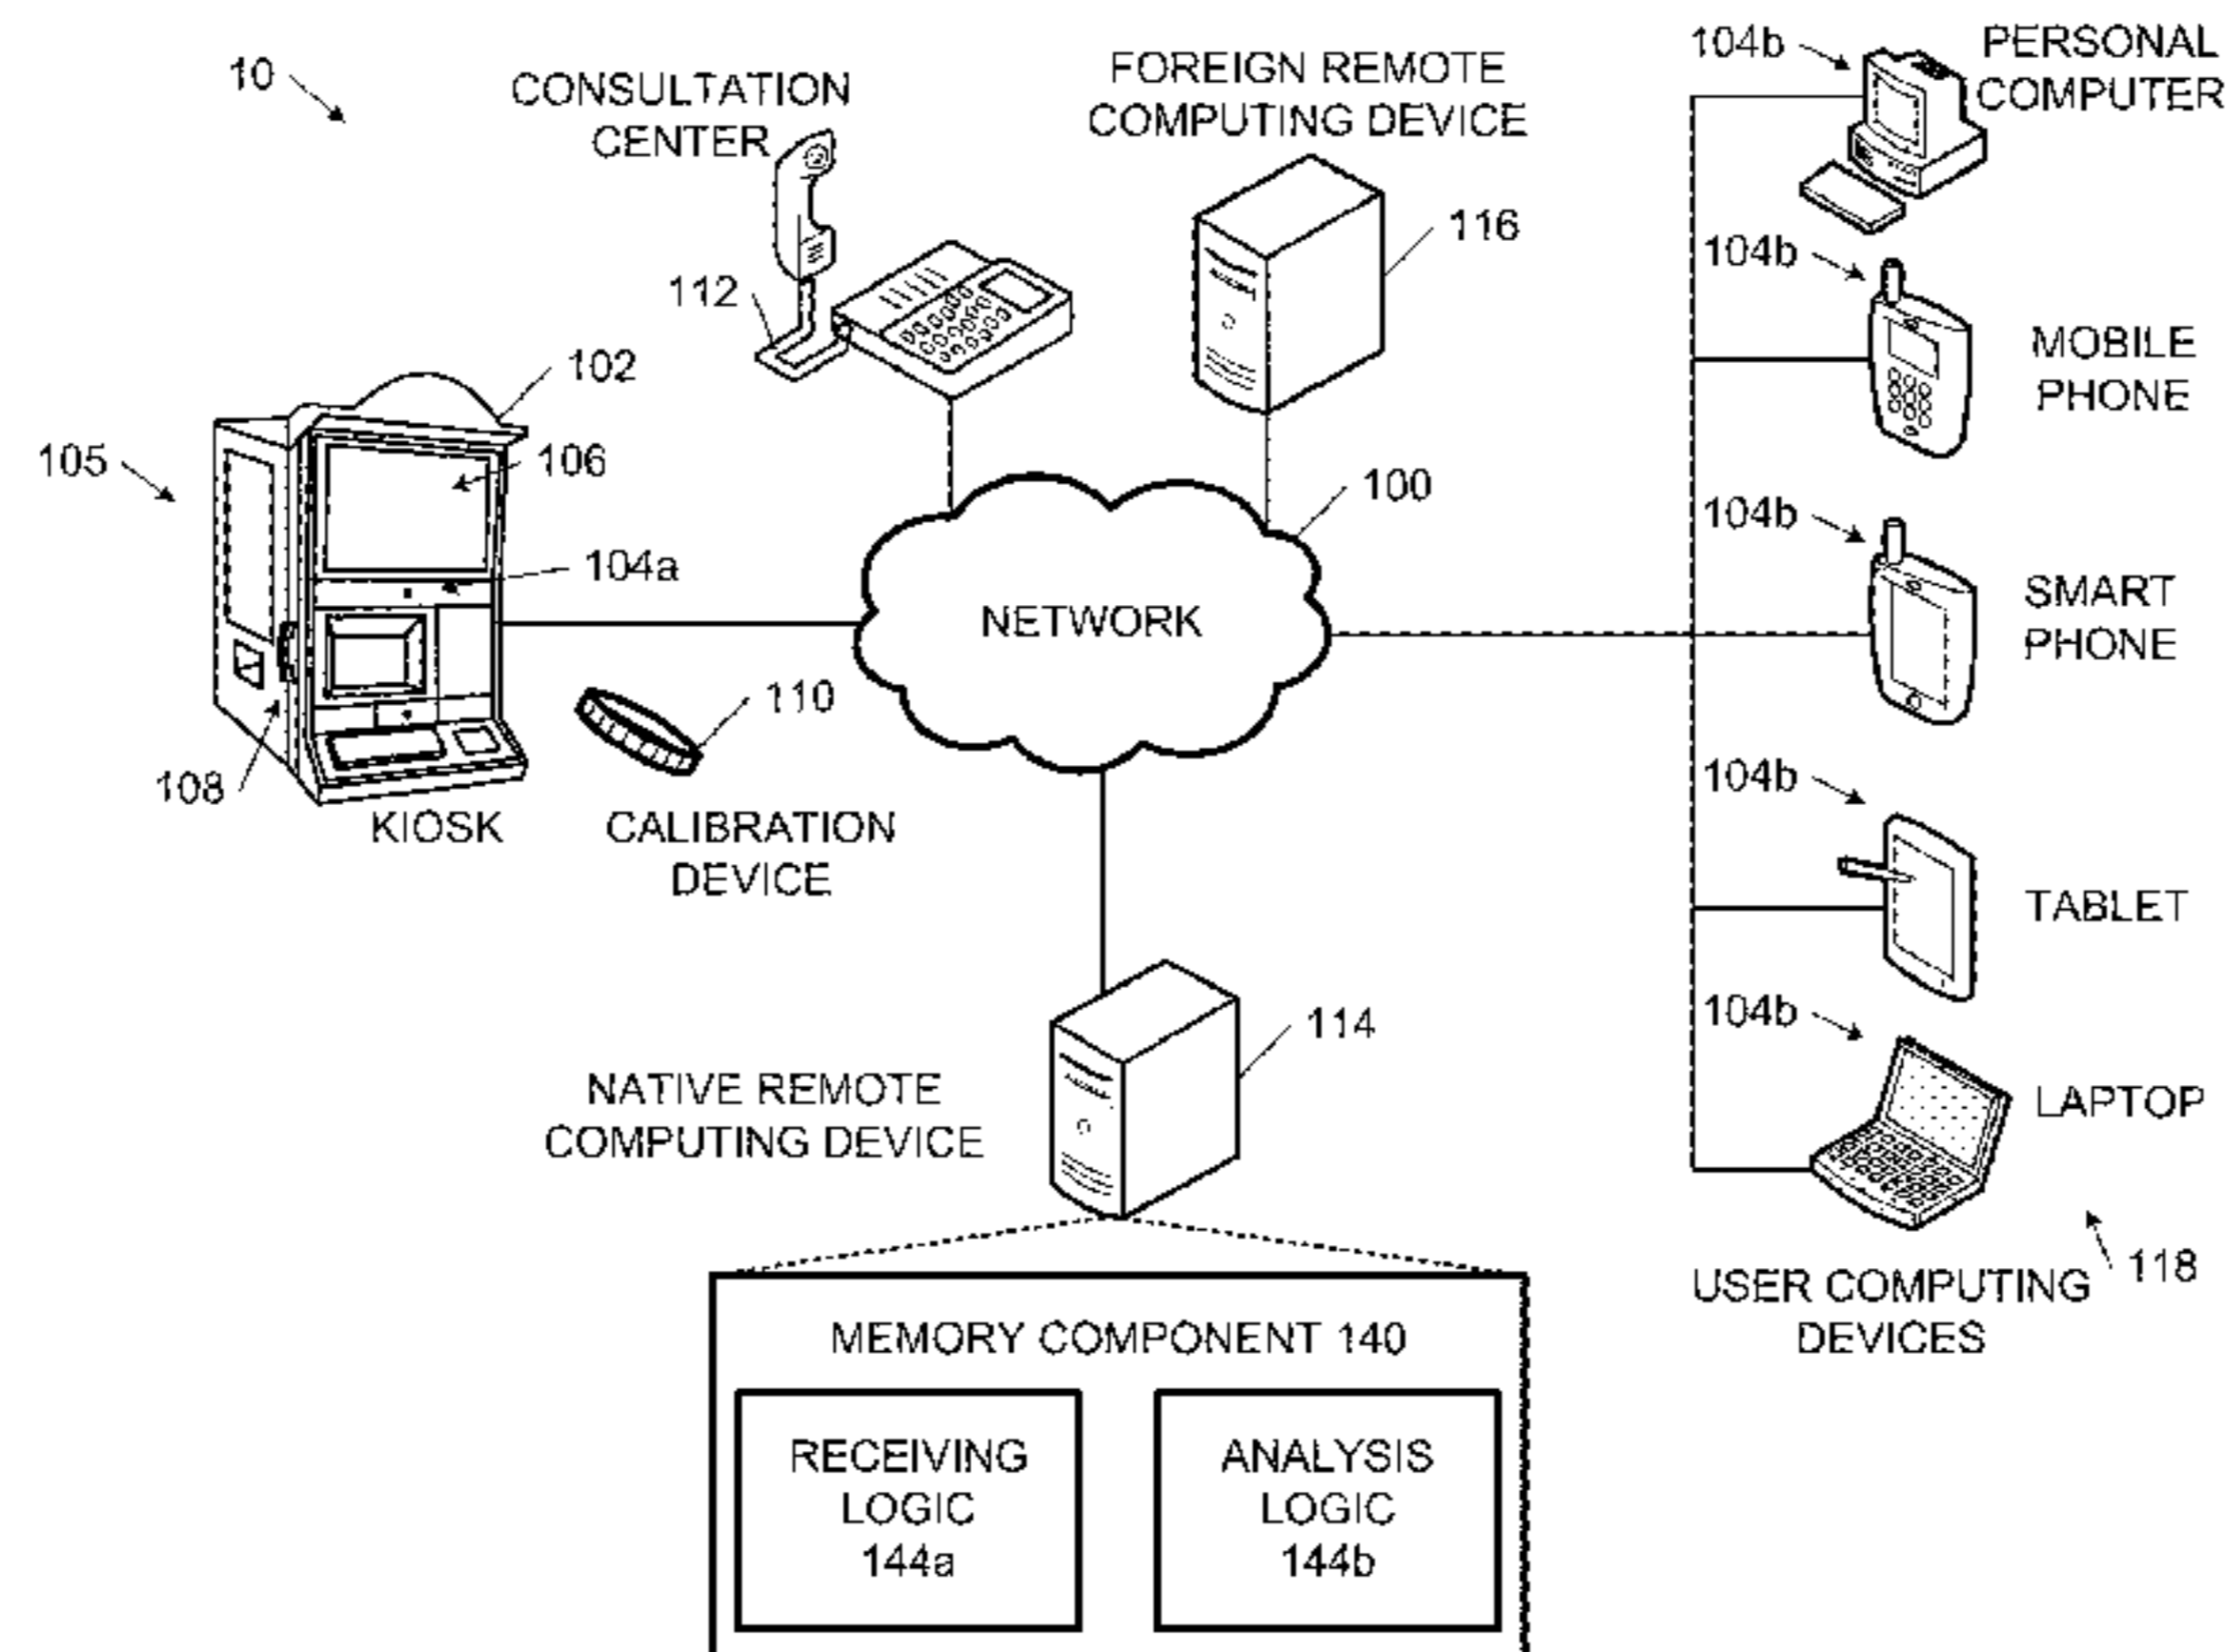 10
CONSULTATION
CENTER
112
FOREIGN REMOTE
COMPUTING DEVICE
116
104b
PERSONAL
COMPUTER
104b
MOBILE
PHONE
104b
SMART
PHONE
104b
TABLET
104b
LAPTOP
118
USER COMPUTING
DEVICES
102
105
106
104a
108
KIOSK
110
CALIBRATION
DEVICE
100
NETWORK
114
NATIVE REMOTE
COMPUTING DEVICE
MEMORY COMPONENT 140
RECEIVING
LOGIC
144a
ANALYSIS
LOGIC
144b